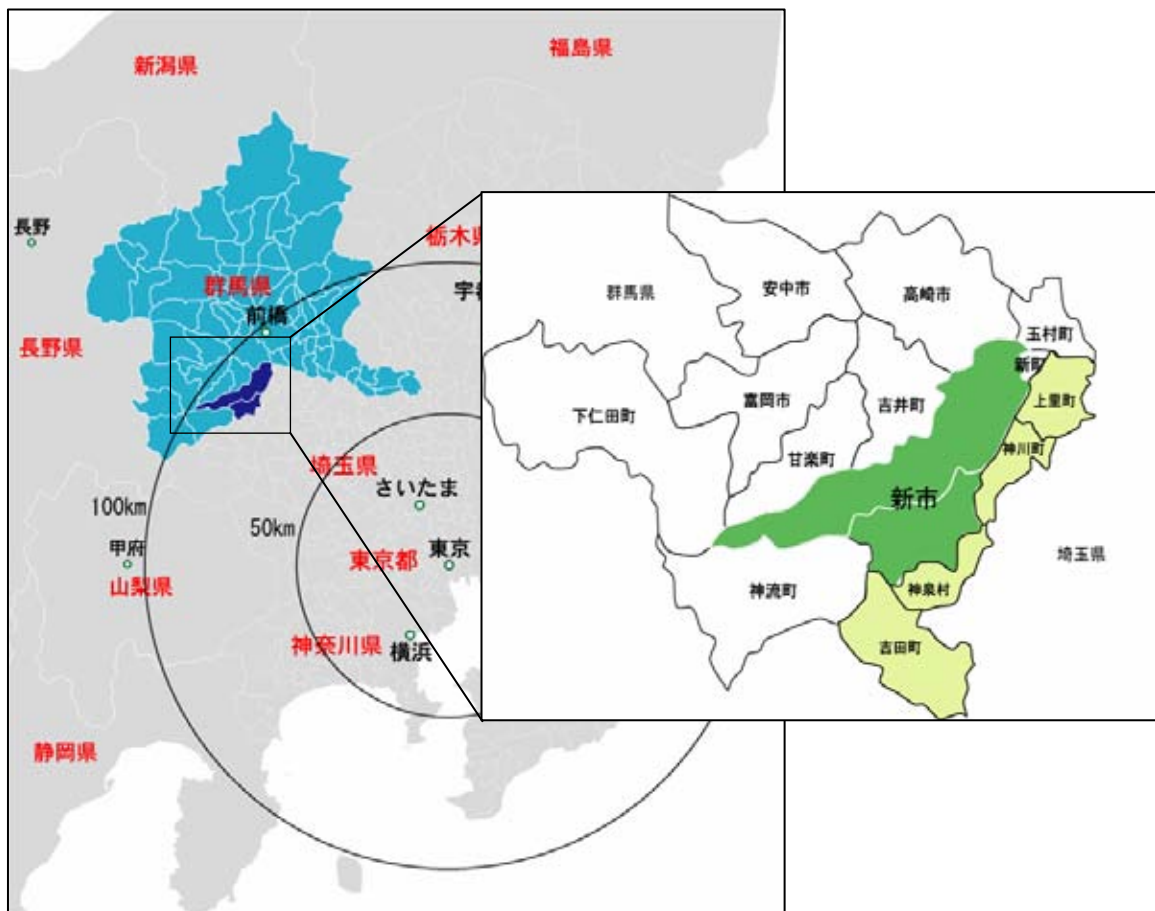 新潟県
福島県
長野
栃木県
群馬県
前橋
長野県
埼玉県
さいたま
100km
50km
甲府
東京都
東京
山梨県
神奈川県
横浜
静岡県
群馬県
安中市
高崎市
玉村町
新町
上里町
富岡市
吉井町
下仁田町
甘楽町
神川町
新市
埼玉県
神流町
神泉村
吉田町